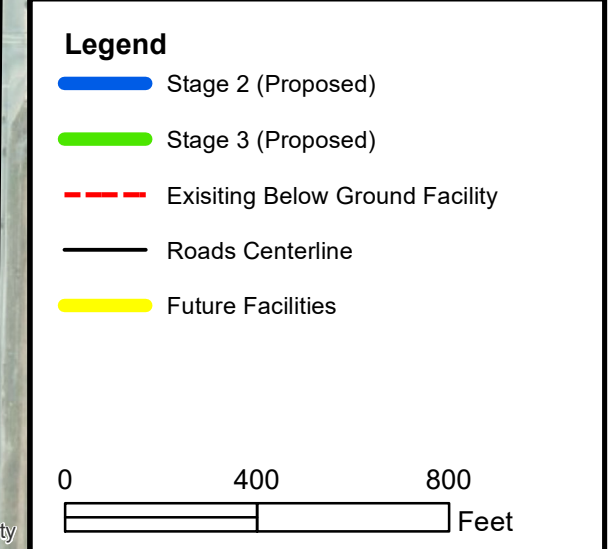 Legend
Stage 2 (Proposed)
Stage 3 (Proposed)
Exisiting Below Ground Facility
Roads Centerline
Future Facilities
0 400 800
Feet
ty